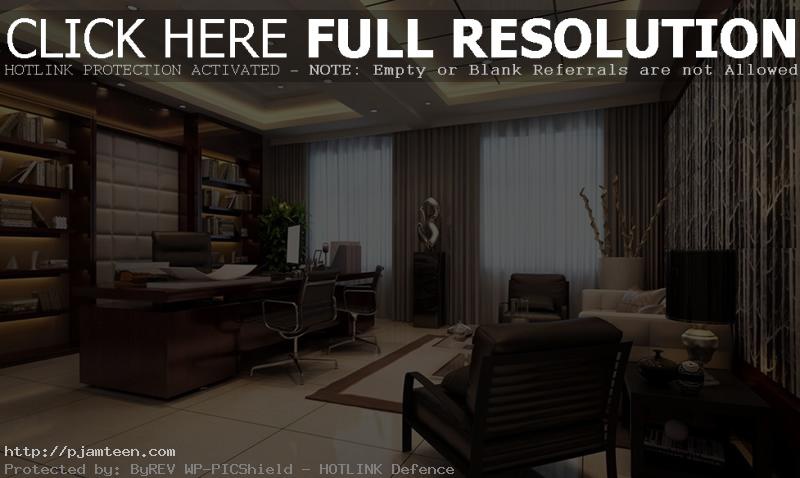 CLICK HERE FULL RESOLUTION
HOTLINK PROTECTION ACTIVATED – NOTE: Empty or Blank Referrals are not Allowed
http://pjamteen.com
Protected by: ByREV WP-PICShield – HOTLINK Defence